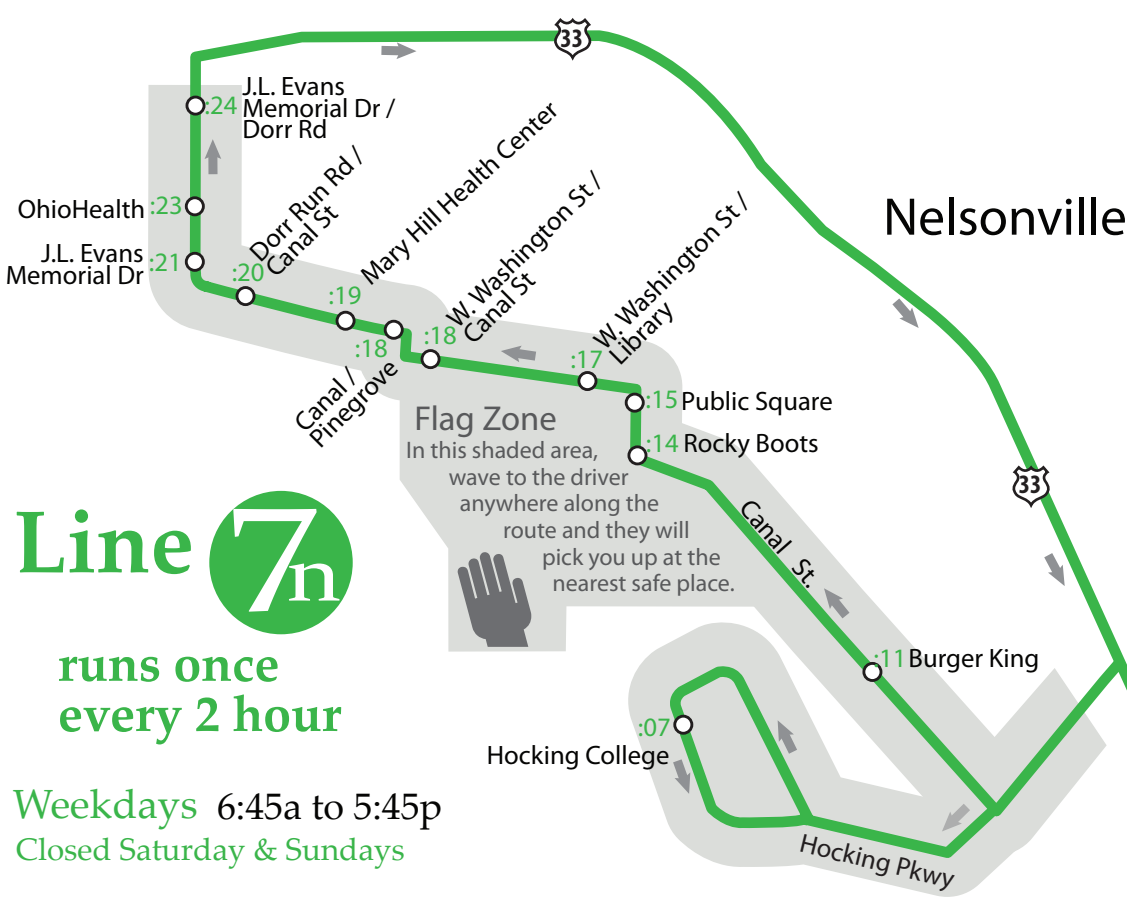 33
:24 J.L. Evans
Memorial Dr /
Dorr Rd
OhioHealth :23
J.L. Evans
Memorial Dr :21
:20 Dorr Run Rd /
Canal St
:19 Mary Hill Health Center
:18 Canal /
Pinegrove
:18 W. Washington St /
Canal St
:17 W. Washington St /
Library
Nelsonville
:15 Public Square
:14 Rocky Boots
Flag Zone
In this shaded area,
wave to the driver
anywhere along the
route and they will
pick you up at the
nearest safe place.
33
Canal St.
:11 Burger King
:07
Hocking College
Hocking Pkwy
Line 7n
runs once
every 2 hour
Weekdays 6:45a to 5:45p
Closed Saturday & Sundays